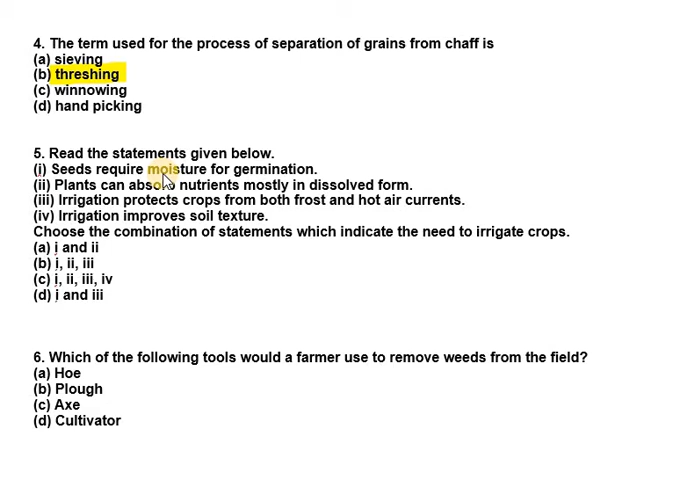 4. The term used for the process of separation of grains from chaff is
(a) sieving
(b) threshing
(c) winnowing
(d) hand picking
5. Read the statements given below.
(i) Seeds require moisture for germination.
(ii) Plants can absorb nutrients mostly in dissolved form.
(iii) Irrigation protects crops from both frost and hot air currents.
(iv) Irrigation improves soil texture.
Choose the combination of statements which indicate the need to irrigate crops.
(a) i and ii
(b) i, ii, iii
(c) i, ii, iii, iv
(d) i and iii
6. Which of the following tools would a farmer use to remove weeds from the field?
(a) Hoe
(b) Plough
(c) Axe
(d) Cultivator